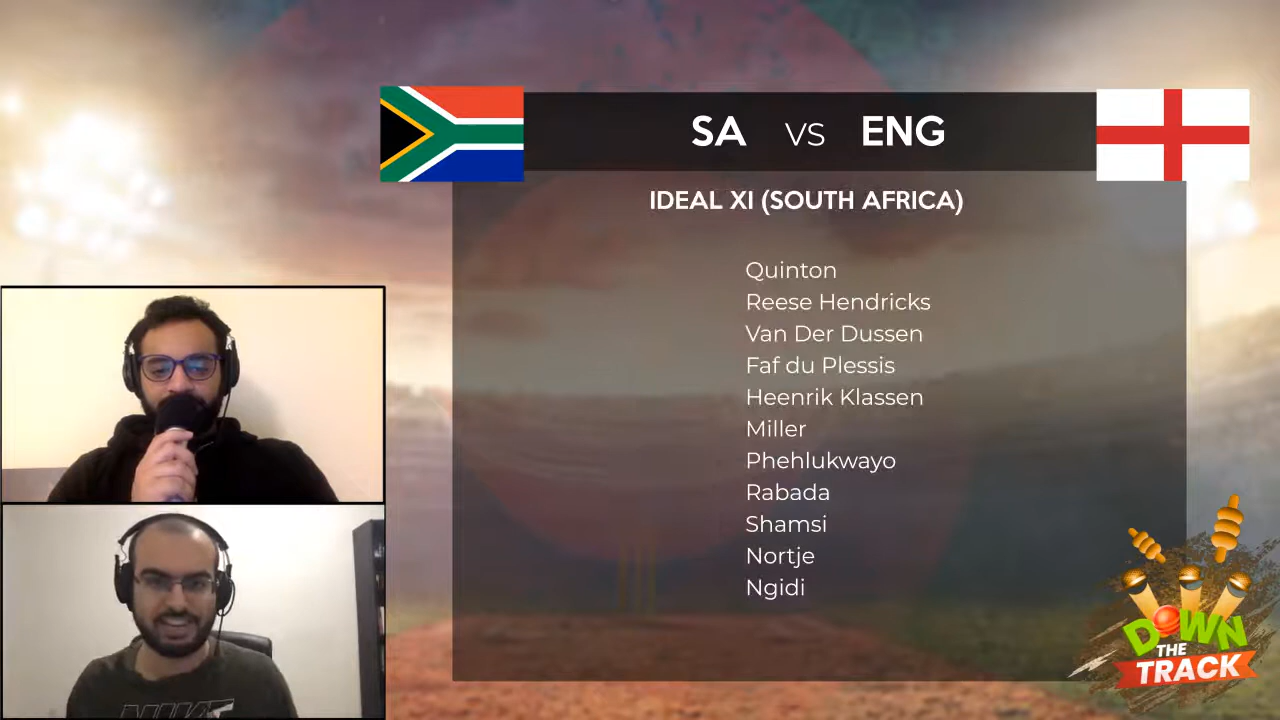 SA vs ENG
IDEAL XI (SOUTH AFRICA)
Quinton
Reese Hendricks
Van Der Dussen
Faf du Plessis
Heenrik Klassen
Miller
Phehlukwayo
Rabada
Shamsi
Nortje
Ngidi
DOWN
THE
TRACK